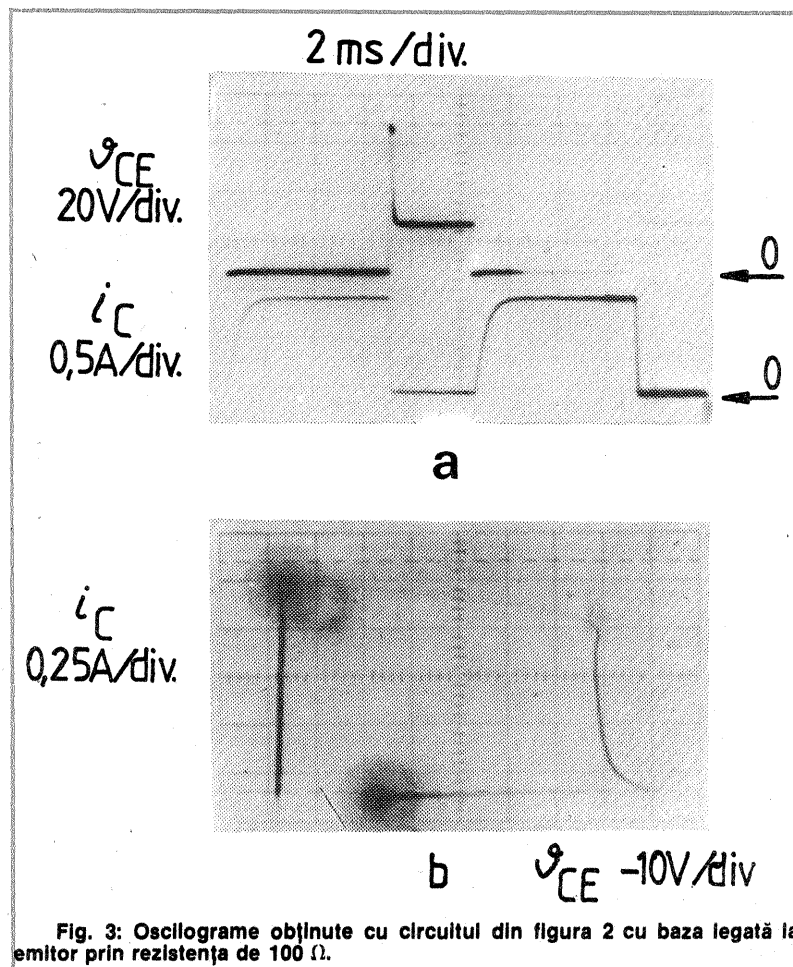 2 ms/div.
ϑCE
20V/div.
0
iC
0,5A/div.
0
a
iC
0,25A/div.
b ϑCE -10V/div
Fig. 3: Oscilograme obținute cu circuitul din figura 2 cu baza legată la
emitor prin rezistența de 100 Ω.